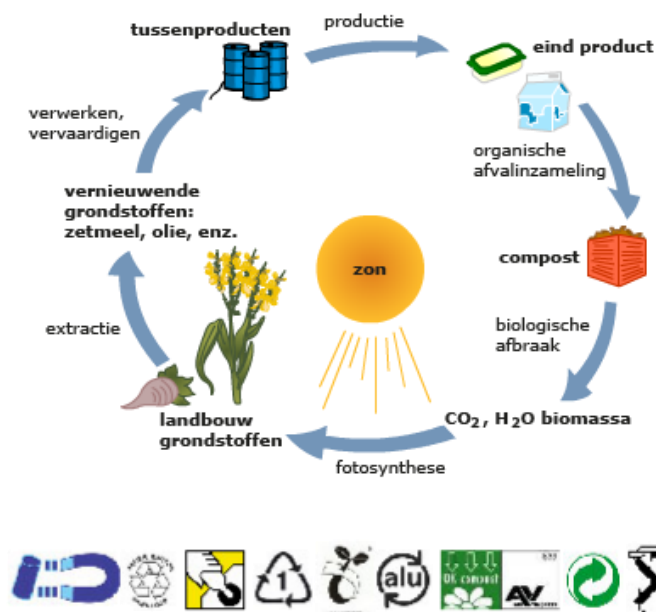 tussenproducten
productie
eind product
organische
afvalinzameling
compost
biologische
afbraak
CO₂, H₂O biomassa
fotosynthese
landbouw
grondstoffen
extractie
vernieuwende
grondstoffen:
zetmeel, olie, enz.
verwerken,
vervaardigen
zon
1
alu
OK compost